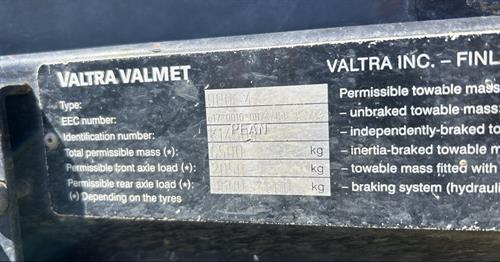 VALTRA VALMET
VALTRA INC. – FINL
Type:
EEC number:
Identification number:
Total permissible mass (•): kg
Permissible front axle load (•): kg
Permissible rear axle load (•): kg
(•) Depending on the tyres
Permissible towable mass
– unbraked towable mass
– independently-braked to
– inertia-braked towable m
– towable mass fitted with
– braking system (hydrauli